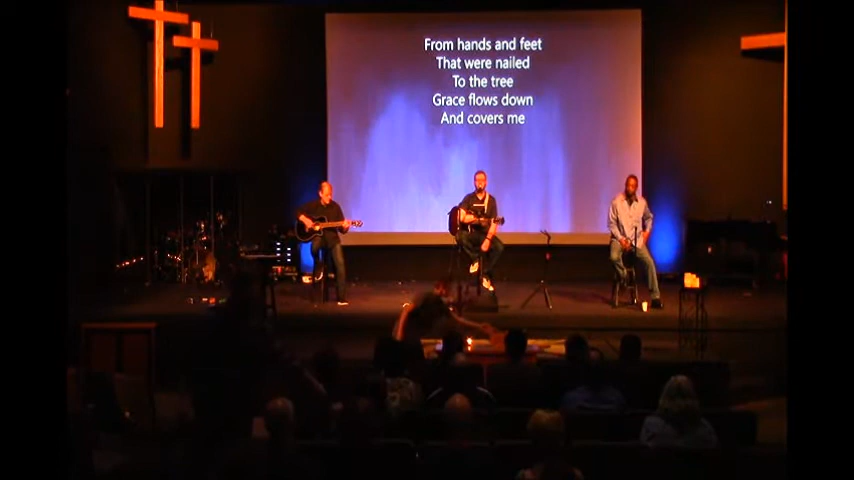 From hands and feet
That were nailed
To the tree
Grace flows down
And covers me